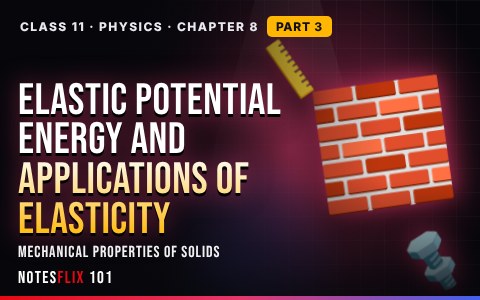 CLASS 11 · PHYSICS · CHAPTER 8 PART 3
ELASTIC POTENTIAL
ENERGY AND
APPLICATIONS OF
ELASTICITY
MECHANICAL PROPERTIES OF SOLIDS
NOTESFLIX 101